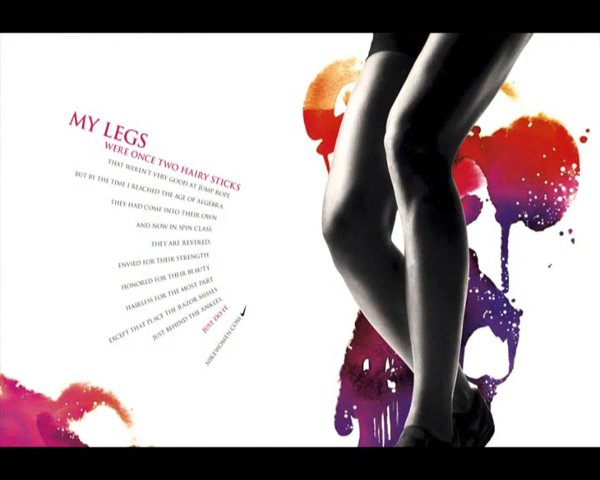 MY LEGS
WERE ONCE TWO HAIRY STICKS
THAT WEREN'T VERY GOOD AT JUMP ROPE
BUT BY THE TIME I REACHED THE AGE OF ALGEBRA
THEY HAD COME INTO THEIR OWN
AND NOW IN SPIN CLASS
THEY ARE REVERED.
ENVIED FOR THEIR STRENGTH
HONORED FOR THEIR BEAUTY
HAIRLESS FOR THE MOST PART
EXCEPT THAT PLACE THE RAZOR MISSES
JUST BEHIND THE ANKLES.
JUST DO IT.
NIKEWOMEN.COM